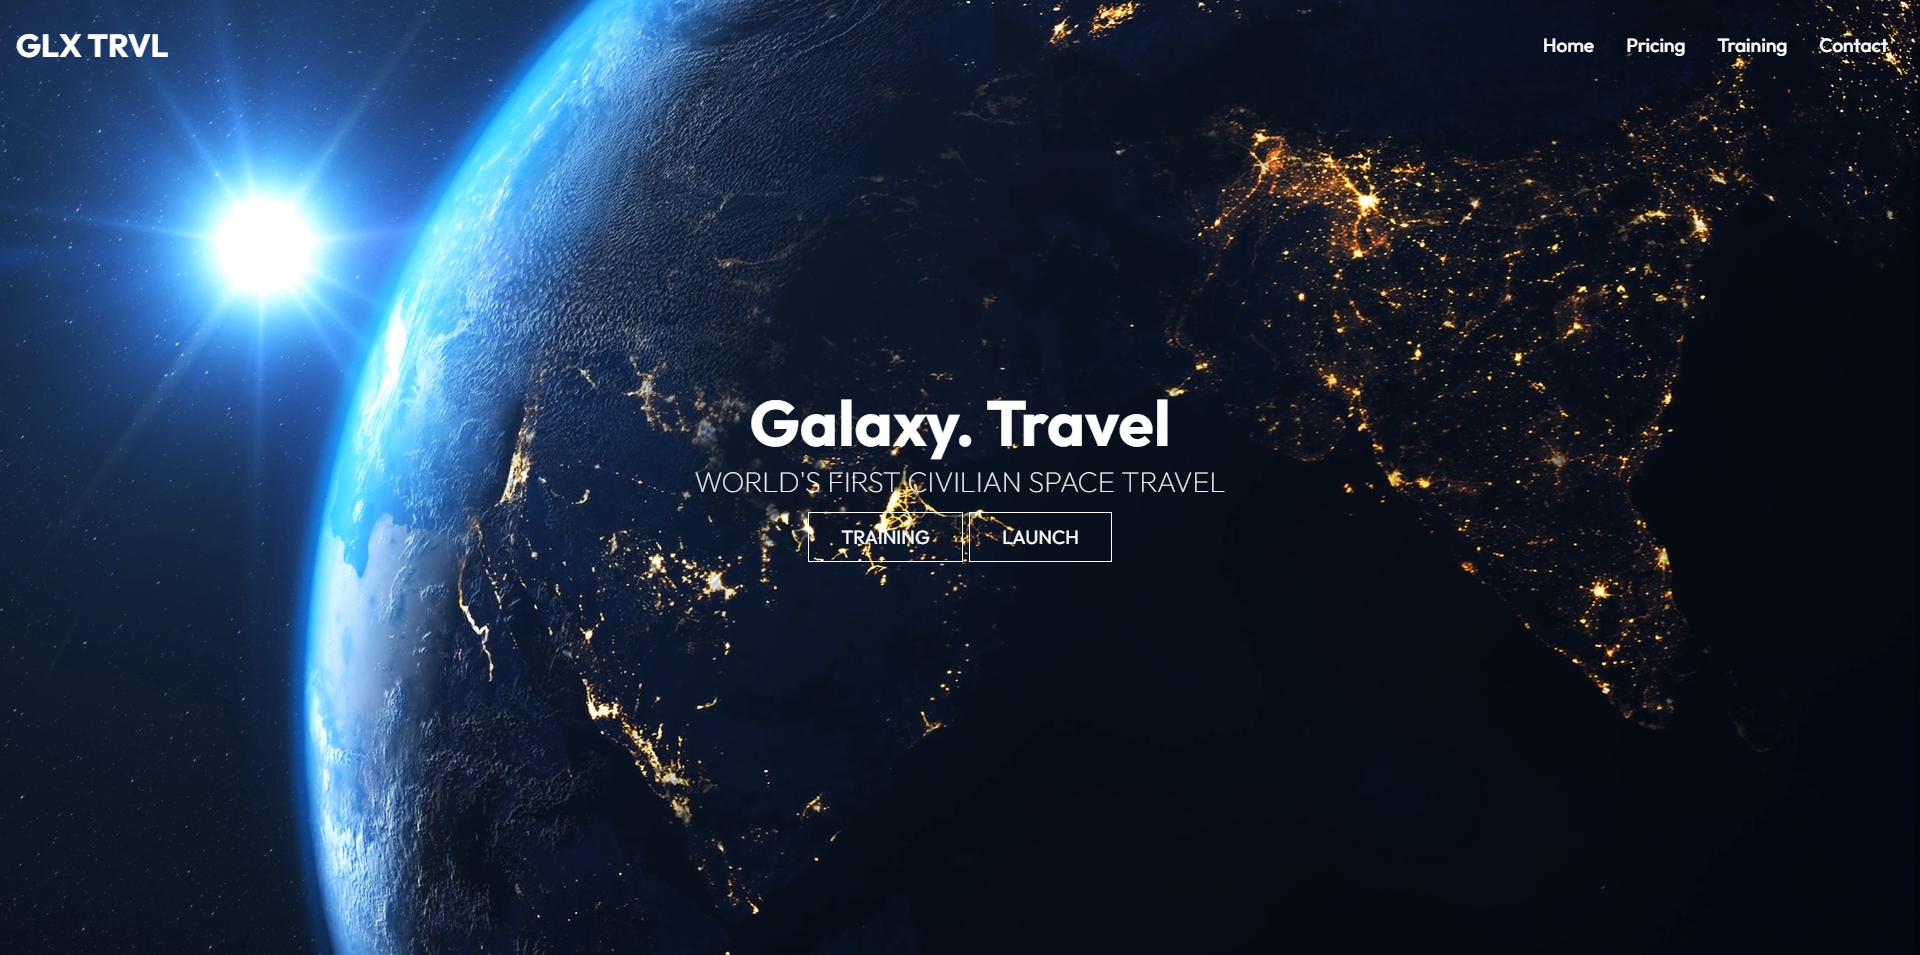 GLX TRVL
Home Pricing Training Contact
Galaxy. Travel
WORLD'S FIRST CIVILIAN SPACE TRAVEL
TRAINING LAUNCH